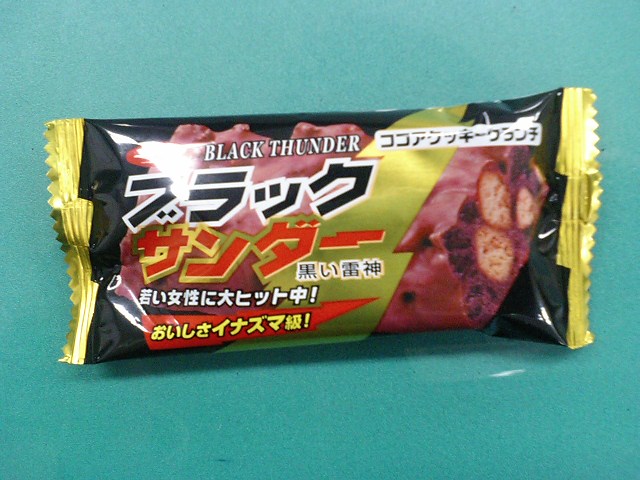 BLACK THUNDER
ココアクッキークランチ
ブラック
サンダー
黒い雷神
若い女性に大ヒット中!
おいしさイナズマ級!